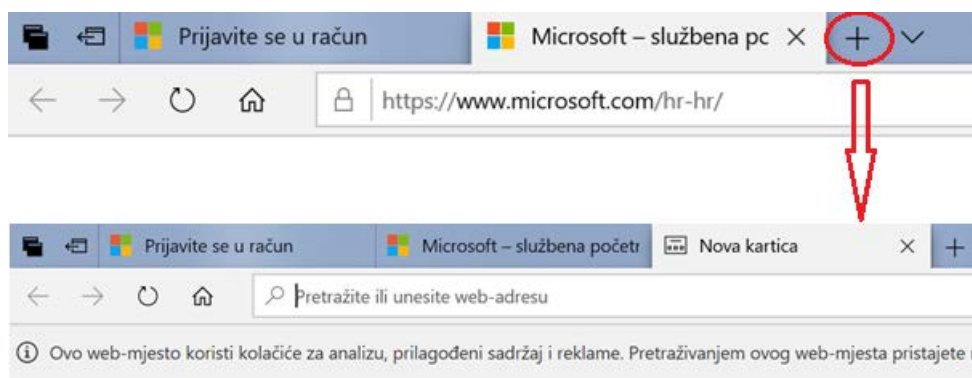 Prijavite se u račun
Microsoft – službena pc
https://www.microsoft.com/hr-hr/
Prijavite se u račun
Microsoft – službena početr
Nova kartica
Pretražite ili unesite web-adresu
Ovo web-mjesto koristi kolačiće za analizu, prilagođeni sadržaj i reklame. Pretraživanjem ovog web-mjesta pristajete